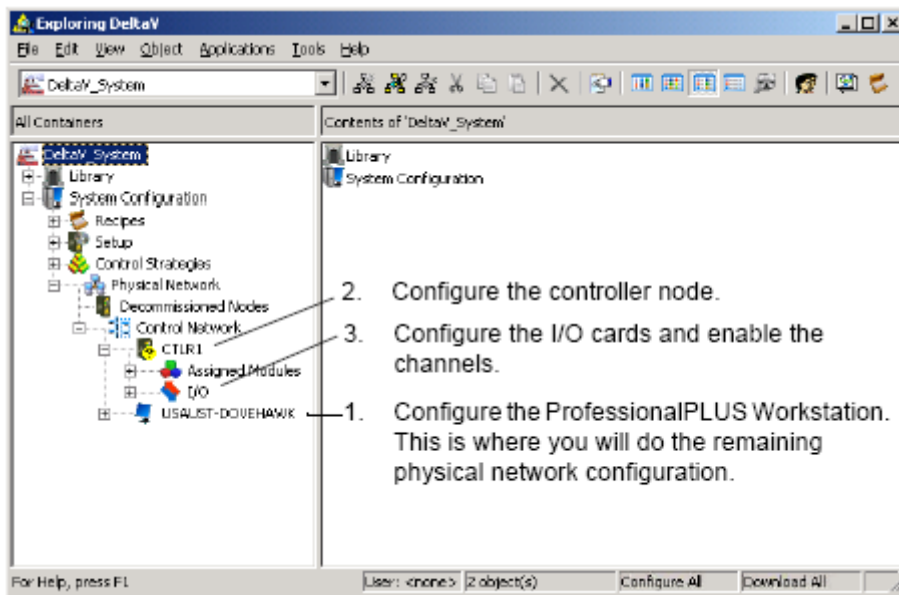 Exploring DeltaV
File Edit View Object Applications Tools Help
DeltaV_System
All Containers
Contents of 'DeltaV_System'
DeltaV_System
Library
System Configuration
Recipes
Setup
Control Strategies
Physical Network
Decommissioned Nodes
Control Network
CTLR1
Assigned Modules
I/O
USAUST-DOVEHAWK
Library
System Configuration
2. Configure the controller node.
3. Configure the I/O cards and enable the
channels.
1. Configure the ProfessionalPLUS Workstation.
This is where you will do the remaining
physical network configuration.
For Help, press F1
User: <none>
2 object(s)
Configure All
Download All